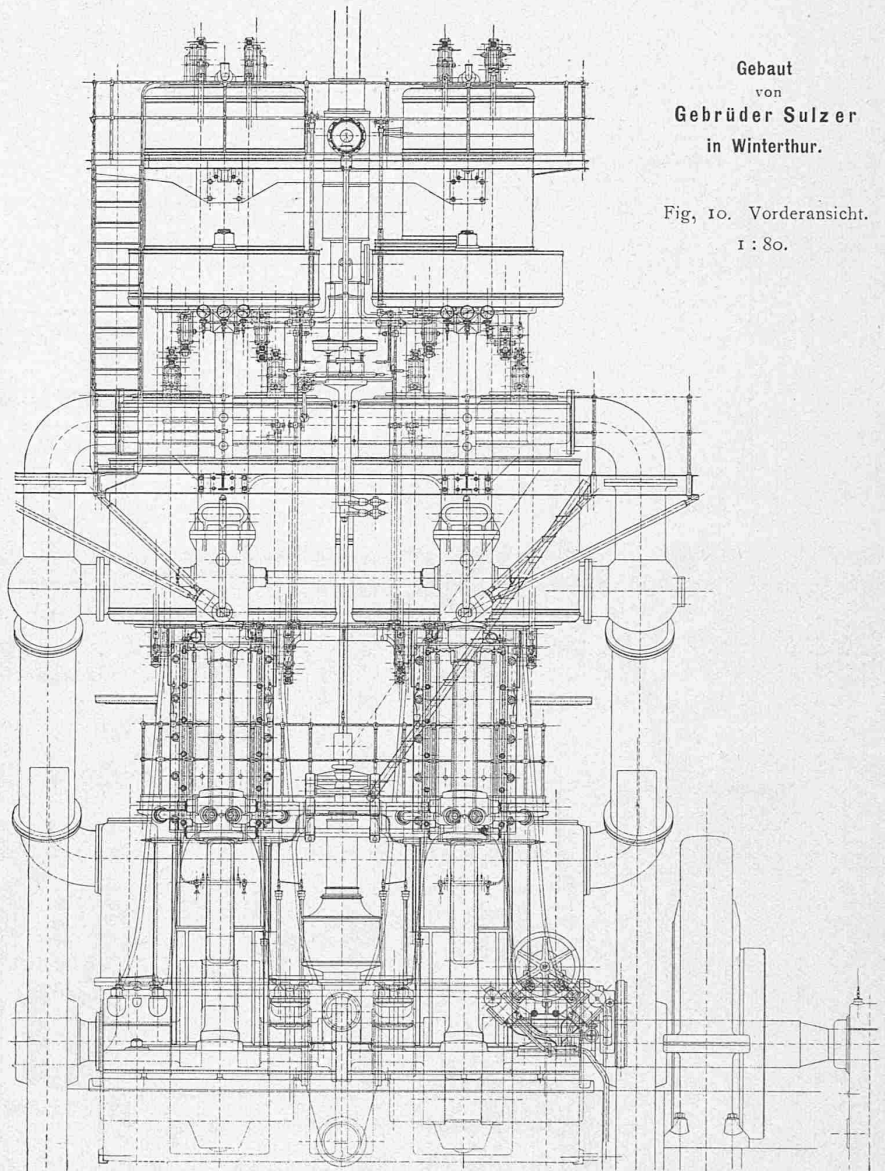 Gebaut
von
Gebrüder Sulzer
in Winterthur.
Fig, 10. Vorderansicht.
1 : 80.